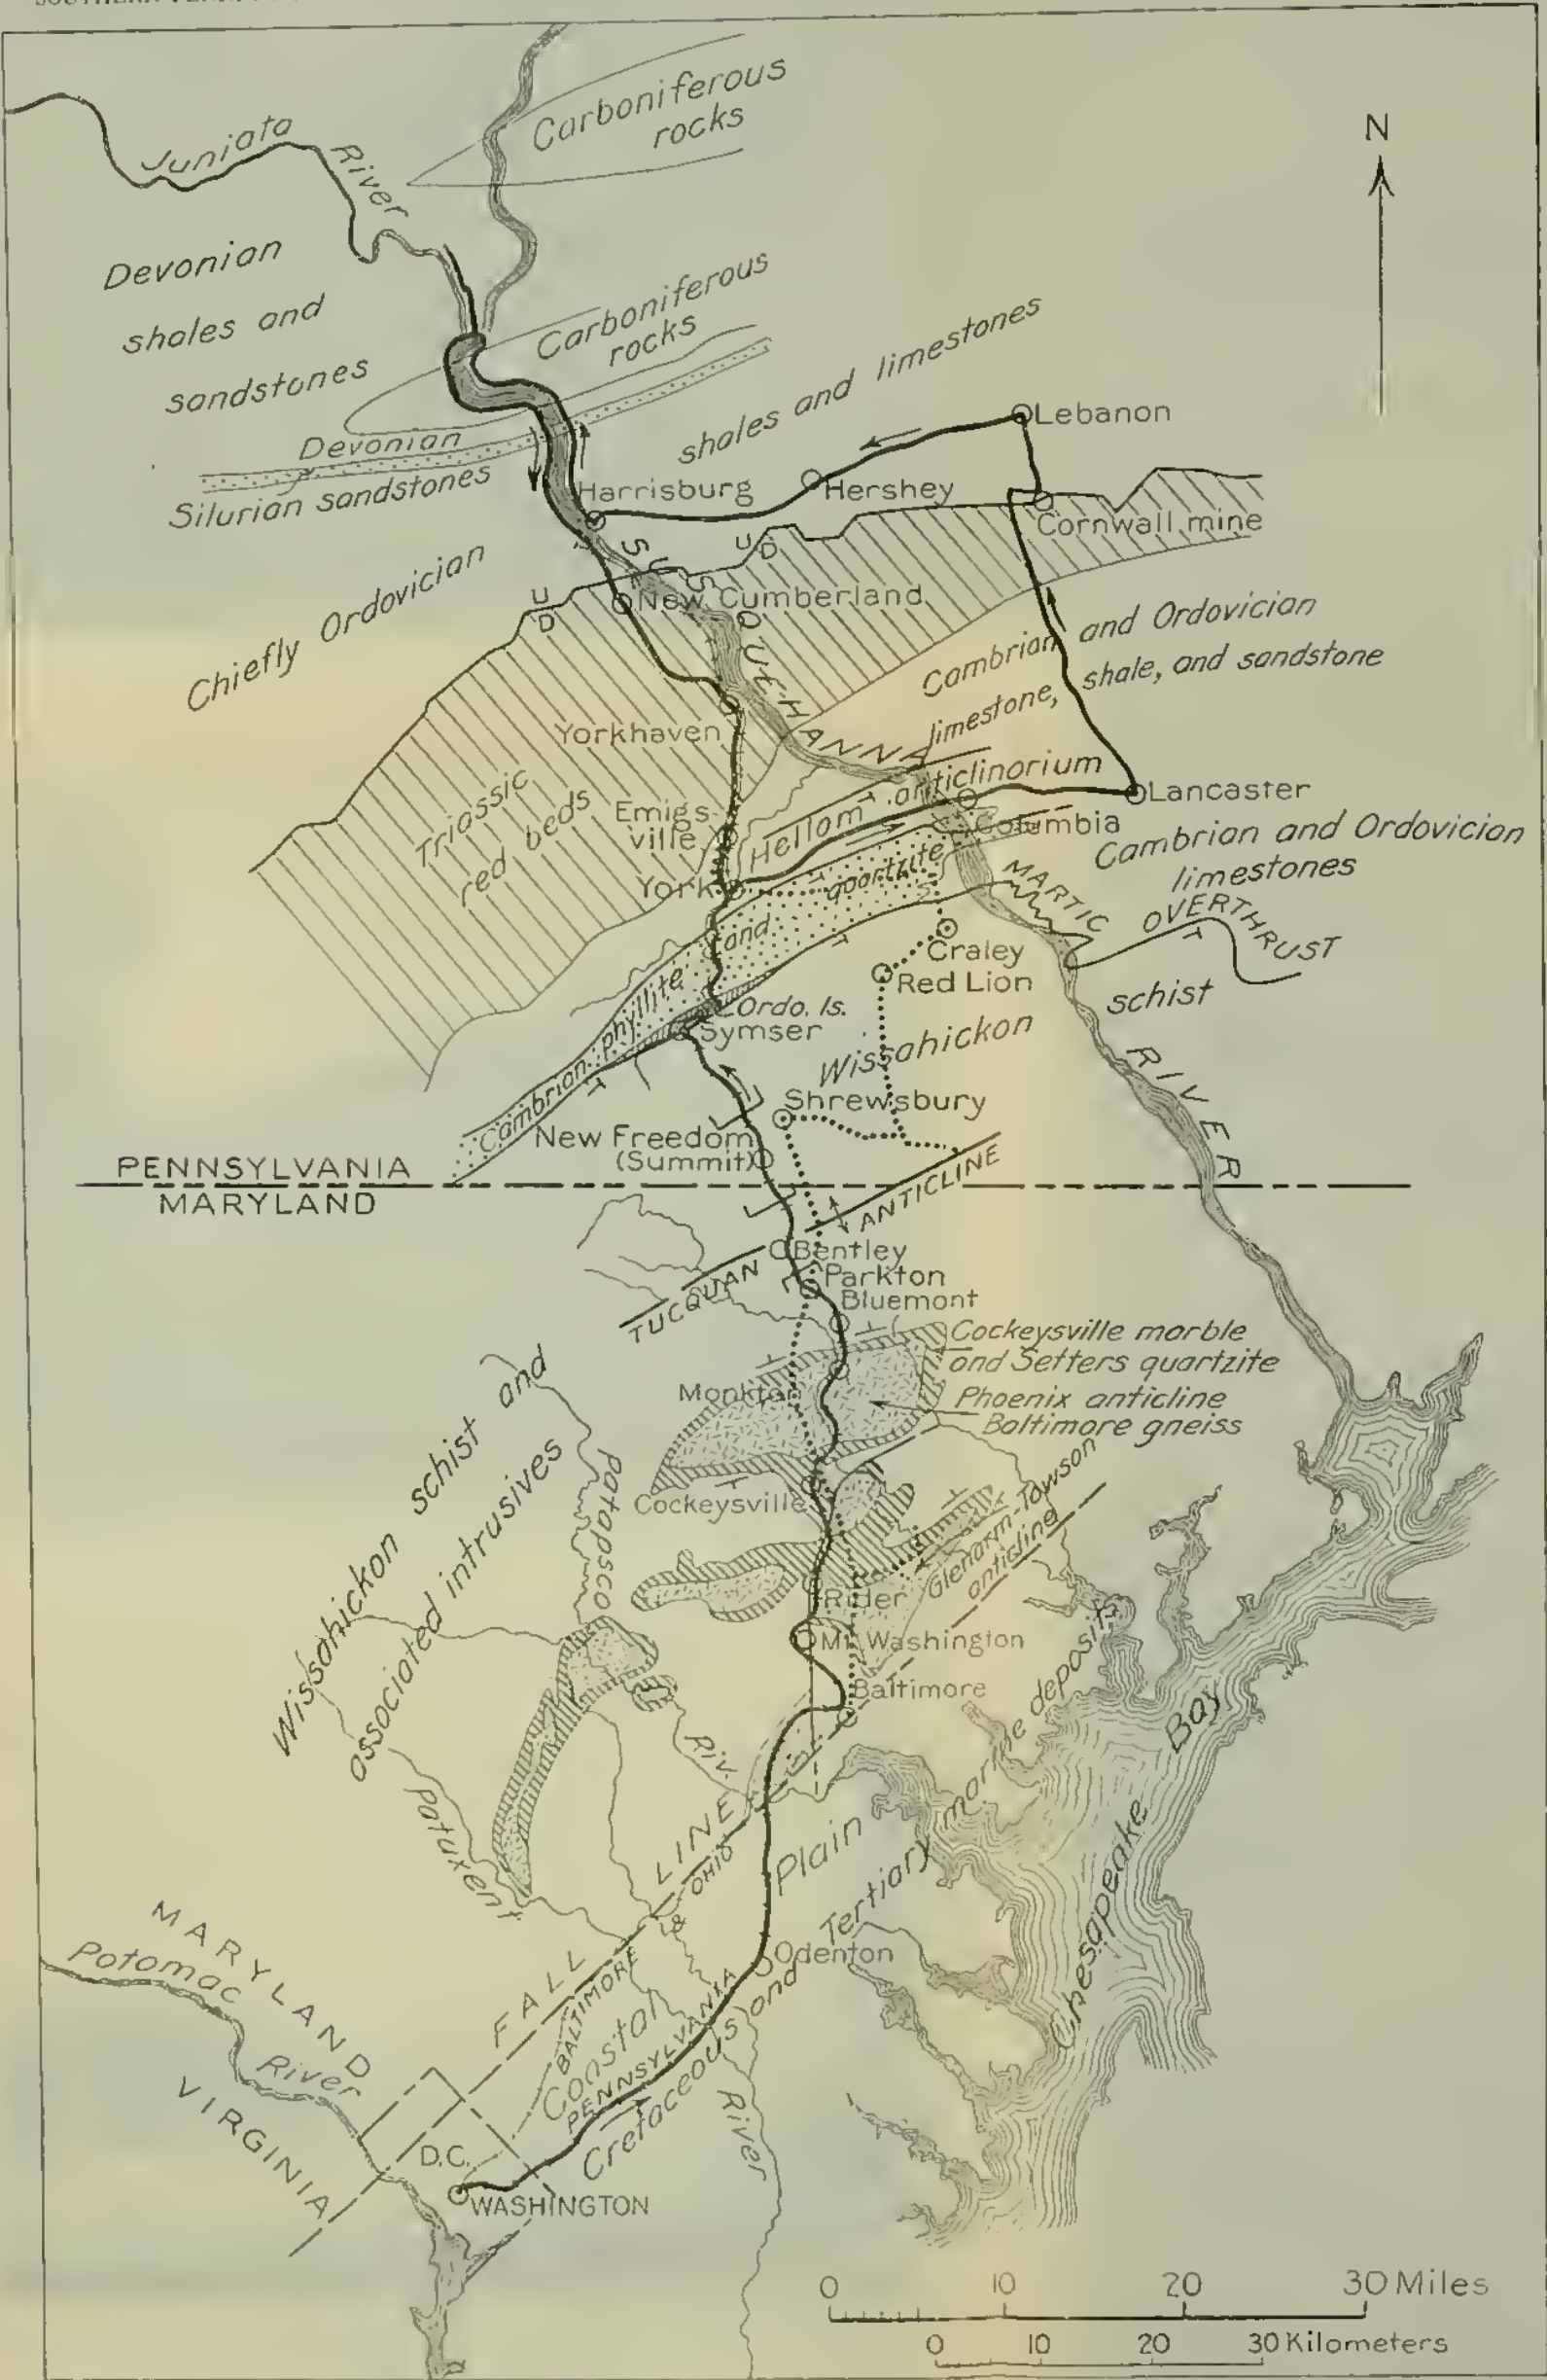 N
Carboniferous
rocks
Juniata
River
Devonian
shales and
sandstones
Carboniferous
rocks
shales and limestones
Lebanon
Devonian
Silurian sandstones
Harrisburg
Hershey
Cornwall mine
U
D
U
D
SUSQUEHANNA
New Cumberland
Chiefly Ordovician
Cambrian and Ordovician
limestone, shale, and sandstone
Yorkhaven
Triassic
red beds
Emigs-
ville
Hellam anticlinorium
Lancaster
Columbia
York
Cambrian and Ordovician
limestones
MARTIC
OVERTHRUST
Cambrian phyllite and quartzite
Craley
Red Lion
Ordo. ls.
Symser
schist
Wissahickon
RIVER
Shrewsbury
New Freedom
(Summit)
PENNSYLVANIA
MARYLAND
TUCQUAN ANTICLINE
Bentley
Parkton
Bluemont
Cockeysville marble
and Setters quartzite
Monkton
Phoenix anticline
Baltimore gneiss
Wissahickon schist and
associated intrusives
Patapsco
Riv.
Cockeysville
Glenarm-Towson
anticline
Rider
Mt. Washington
Baltimore
Patuxent
River
FALL LINE
BALTIMORE & OHIO
Coastal Plain
PENNSYLVANIA
Cretaceous and Tertiary marine deposits
Odenton
Chesapeake Bay
MARYLAND
Potomac
River
VIRGINIA
D.C.
WASHINGTON
0 10 20 30 Miles
0 10 20 30 Kilometers